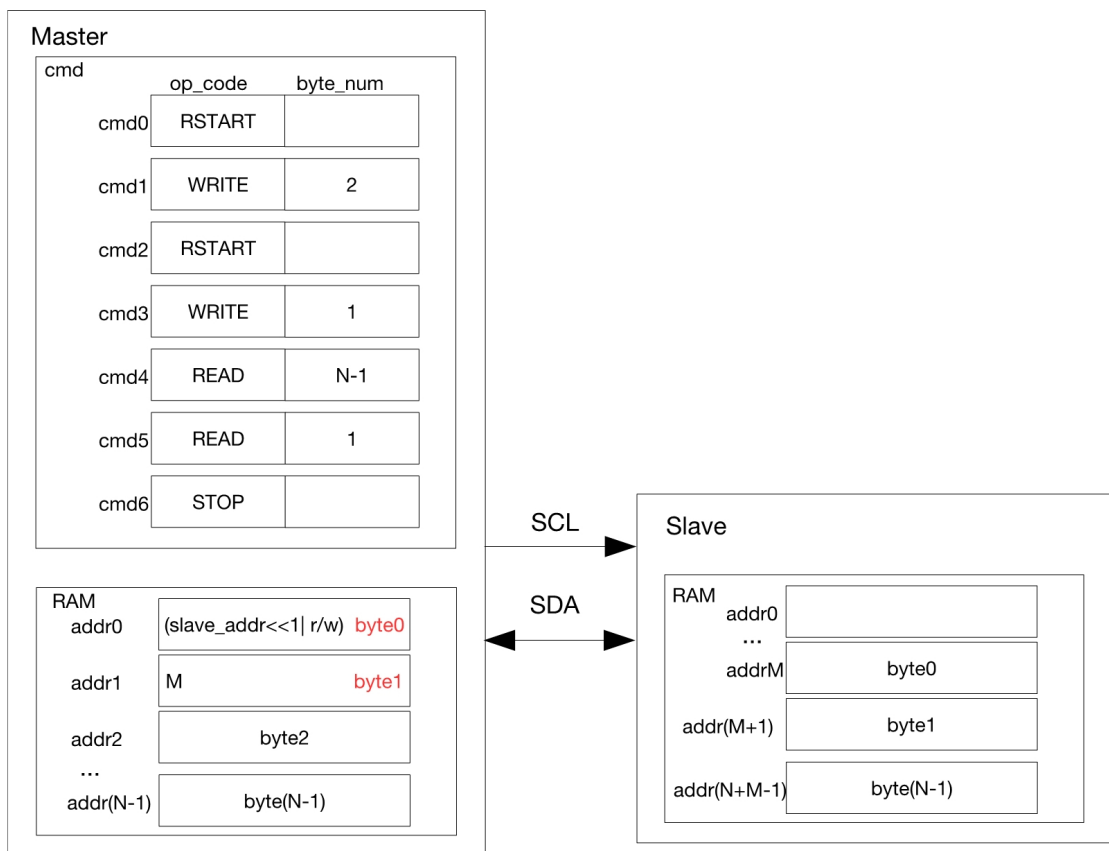 Master
cmd
op_code byte_num
cmd0 RSTART
cmd1 WRITE 2
cmd2 RSTART
cmd3 WRITE 1
cmd4 READ N-1
cmd5 READ 1
cmd6 STOP
RAM
addr0 (slave_addr<<1| r/w) byte0
addr1 M byte1
addr2 byte2
...
addr(N-1) byte(N-1)
SCL
SDA
Slave
RAM
addr0
...
addrM byte0
addr(M+1) byte1
addr(N+M-1) byte(N-1)